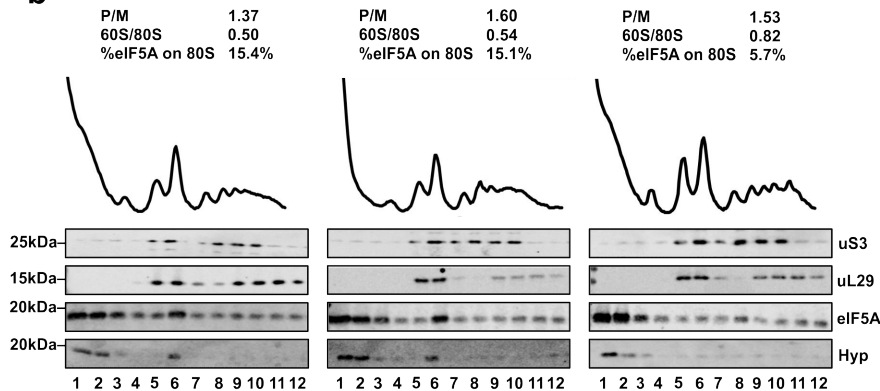 b
P/M 1.37
60S/80S 0.50
%eIF5A on 80S 15.4%
P/M 1.60
60S/80S 0.54
%eIF5A on 80S 15.1%
P/M 1.53
60S/80S 0.82
%eIF5A on 80S 5.7%
25kDa uS3
15kDa uL29
20kDa eIF5A
20kDa Hyp
1 2 3 4 5 6 7 8 9 10 11 12 1 2 3 4 5 6 7 8 9 10 11 12 1 2 3 4 5 6 7 8 9 10 11 12